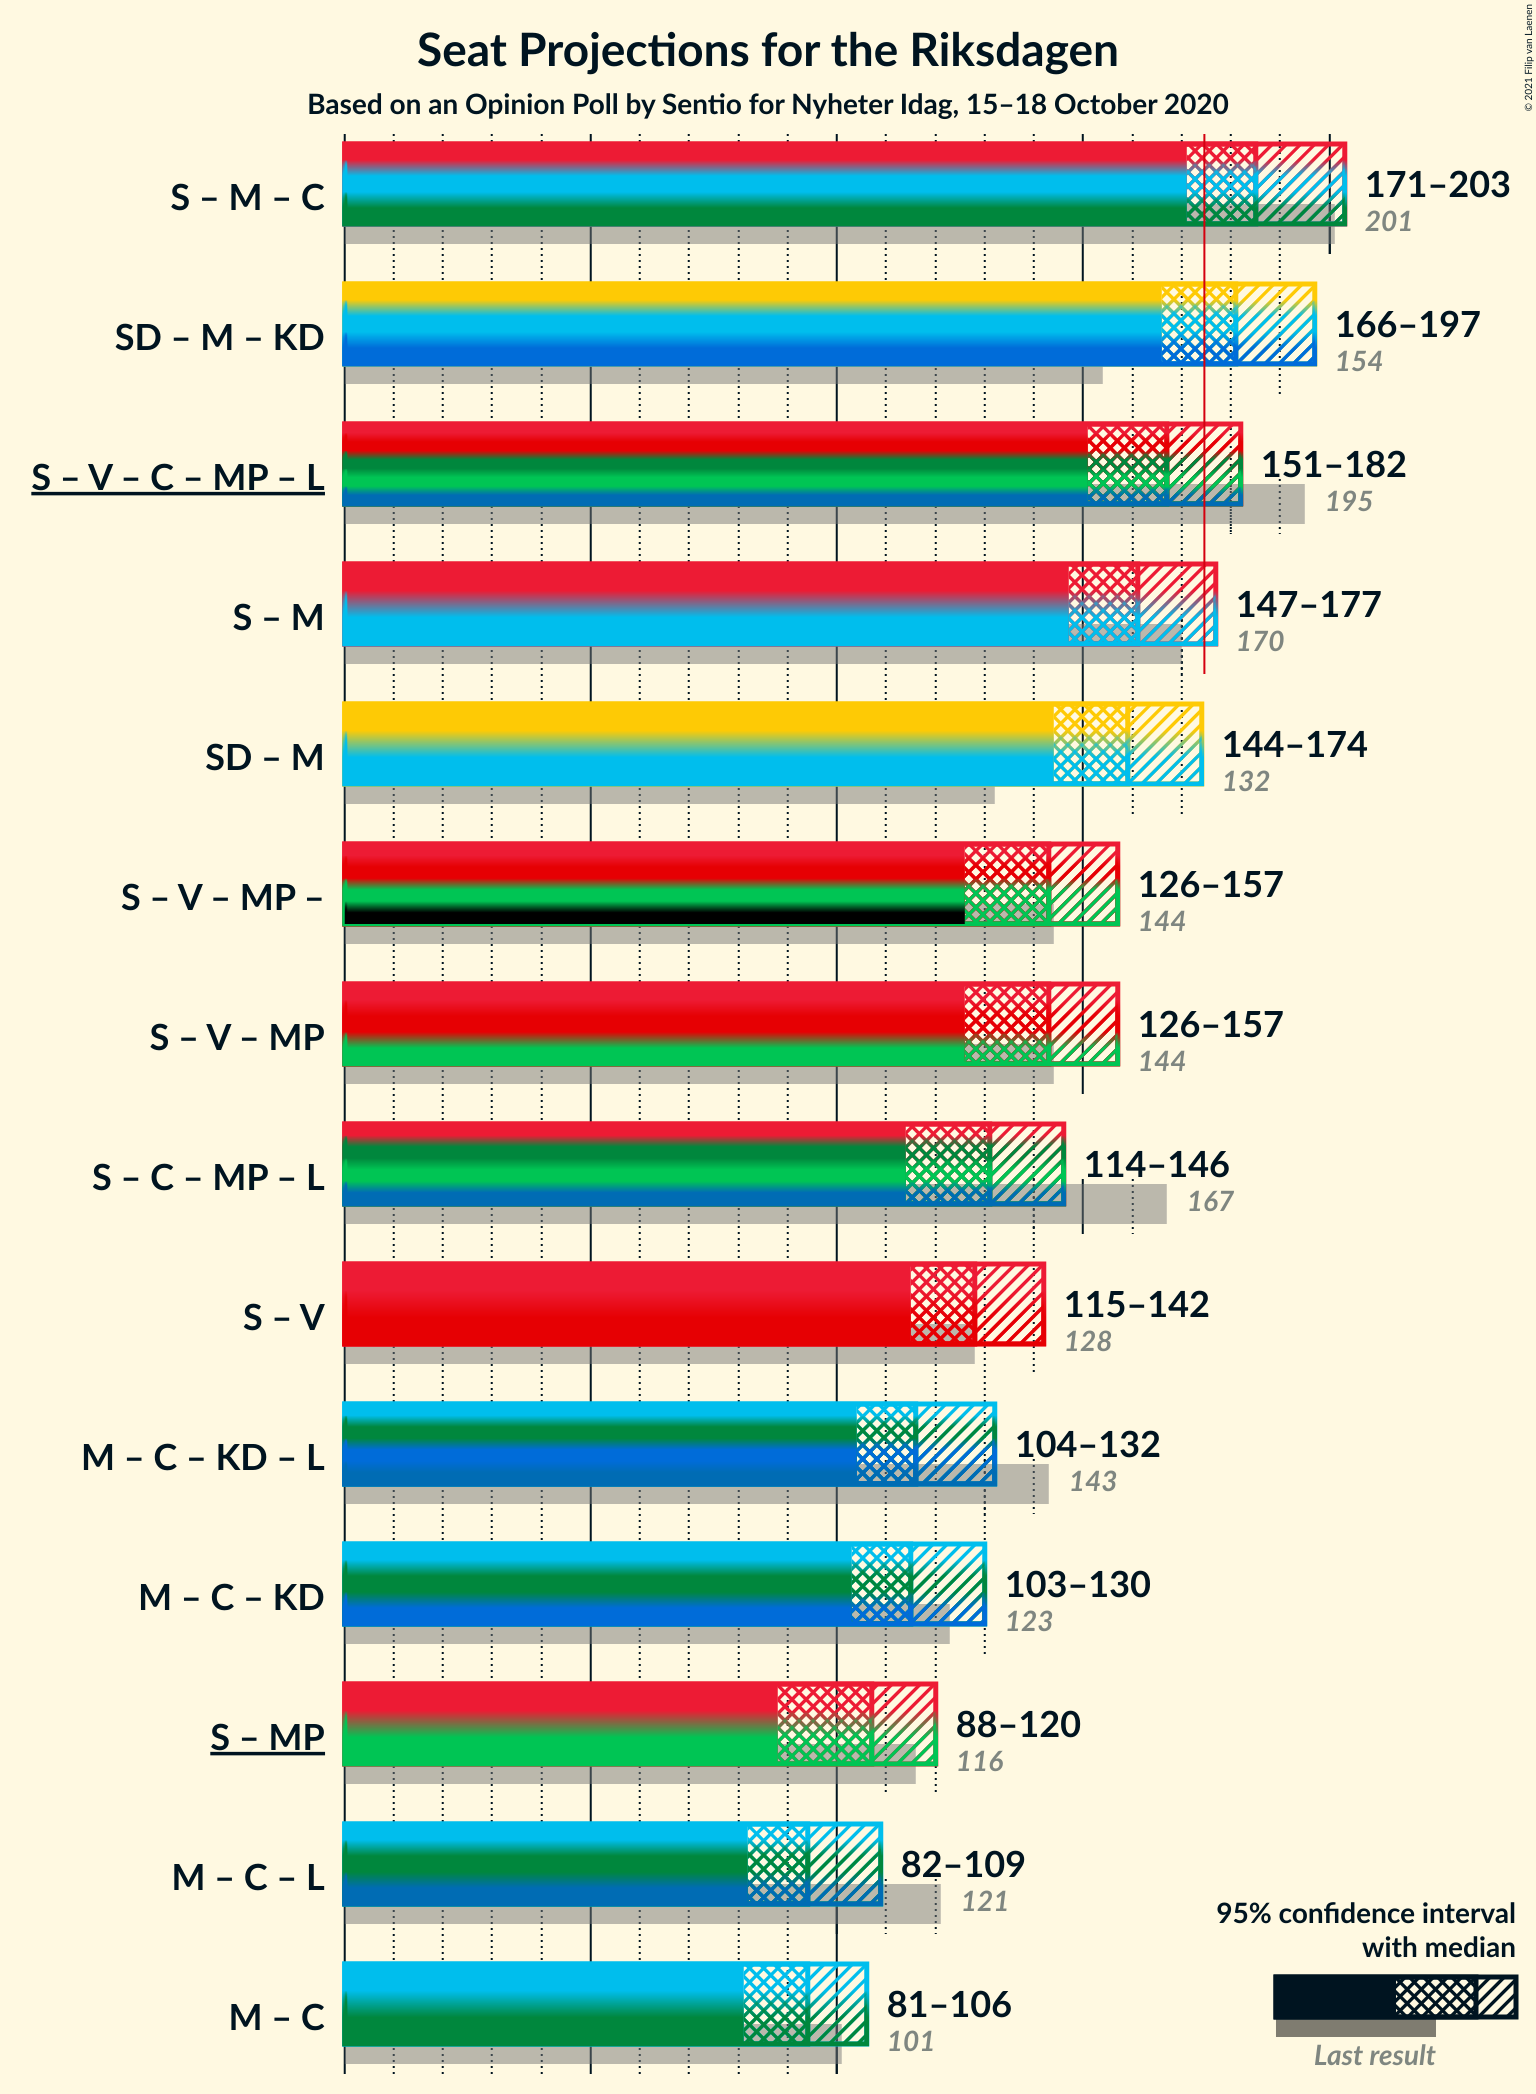 Seat Projections for the Riksdagen
Based on an Opinion Poll by Sentio for Nyheter Idag, 15–18 October 2020
© 2021 Filip van Laenen
S – M – C
171–203
201
SD – M – KD
166–197
154
S – V – C – MP – L
151–182
195
S – M
147–177
170
SD – M
144–174
132
S – V – MP –
126–157
144
S – V – MP
126–157
144
S – C – MP – L
114–146
167
S – V
115–142
128
M – C – KD – L
104–132
143
M – C – KD
103–130
123
S – MP
88–120
116
M – C – L
82–109
121
M – C
81–106
101
95% confidence interval
with median
Last result